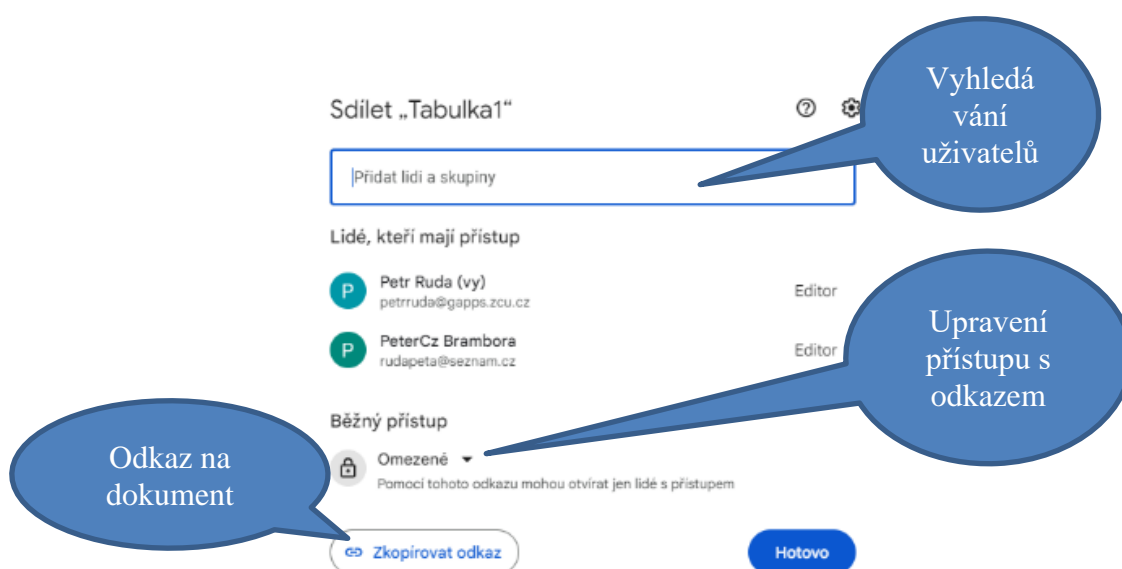 Vyhledá
vání
uživatelů
Sdílet „Tabulka1“
Přidat lidi a skupiny
Lidé, kteří mají přístup
P
Petr Ruda (vy)
petrruda@gapps.zcu.cz
Editor
P
PeterCz Brambora
rudapeta@seznam.cz
Editor
Upravení
přístupu s
odkazem
Běžný přístup
Omezené
Pomocí tohoto odkazu mohou otvírat jen lidé s přístupem
Odkaz na
dokument
Zkopírovat odkaz
Hotovo